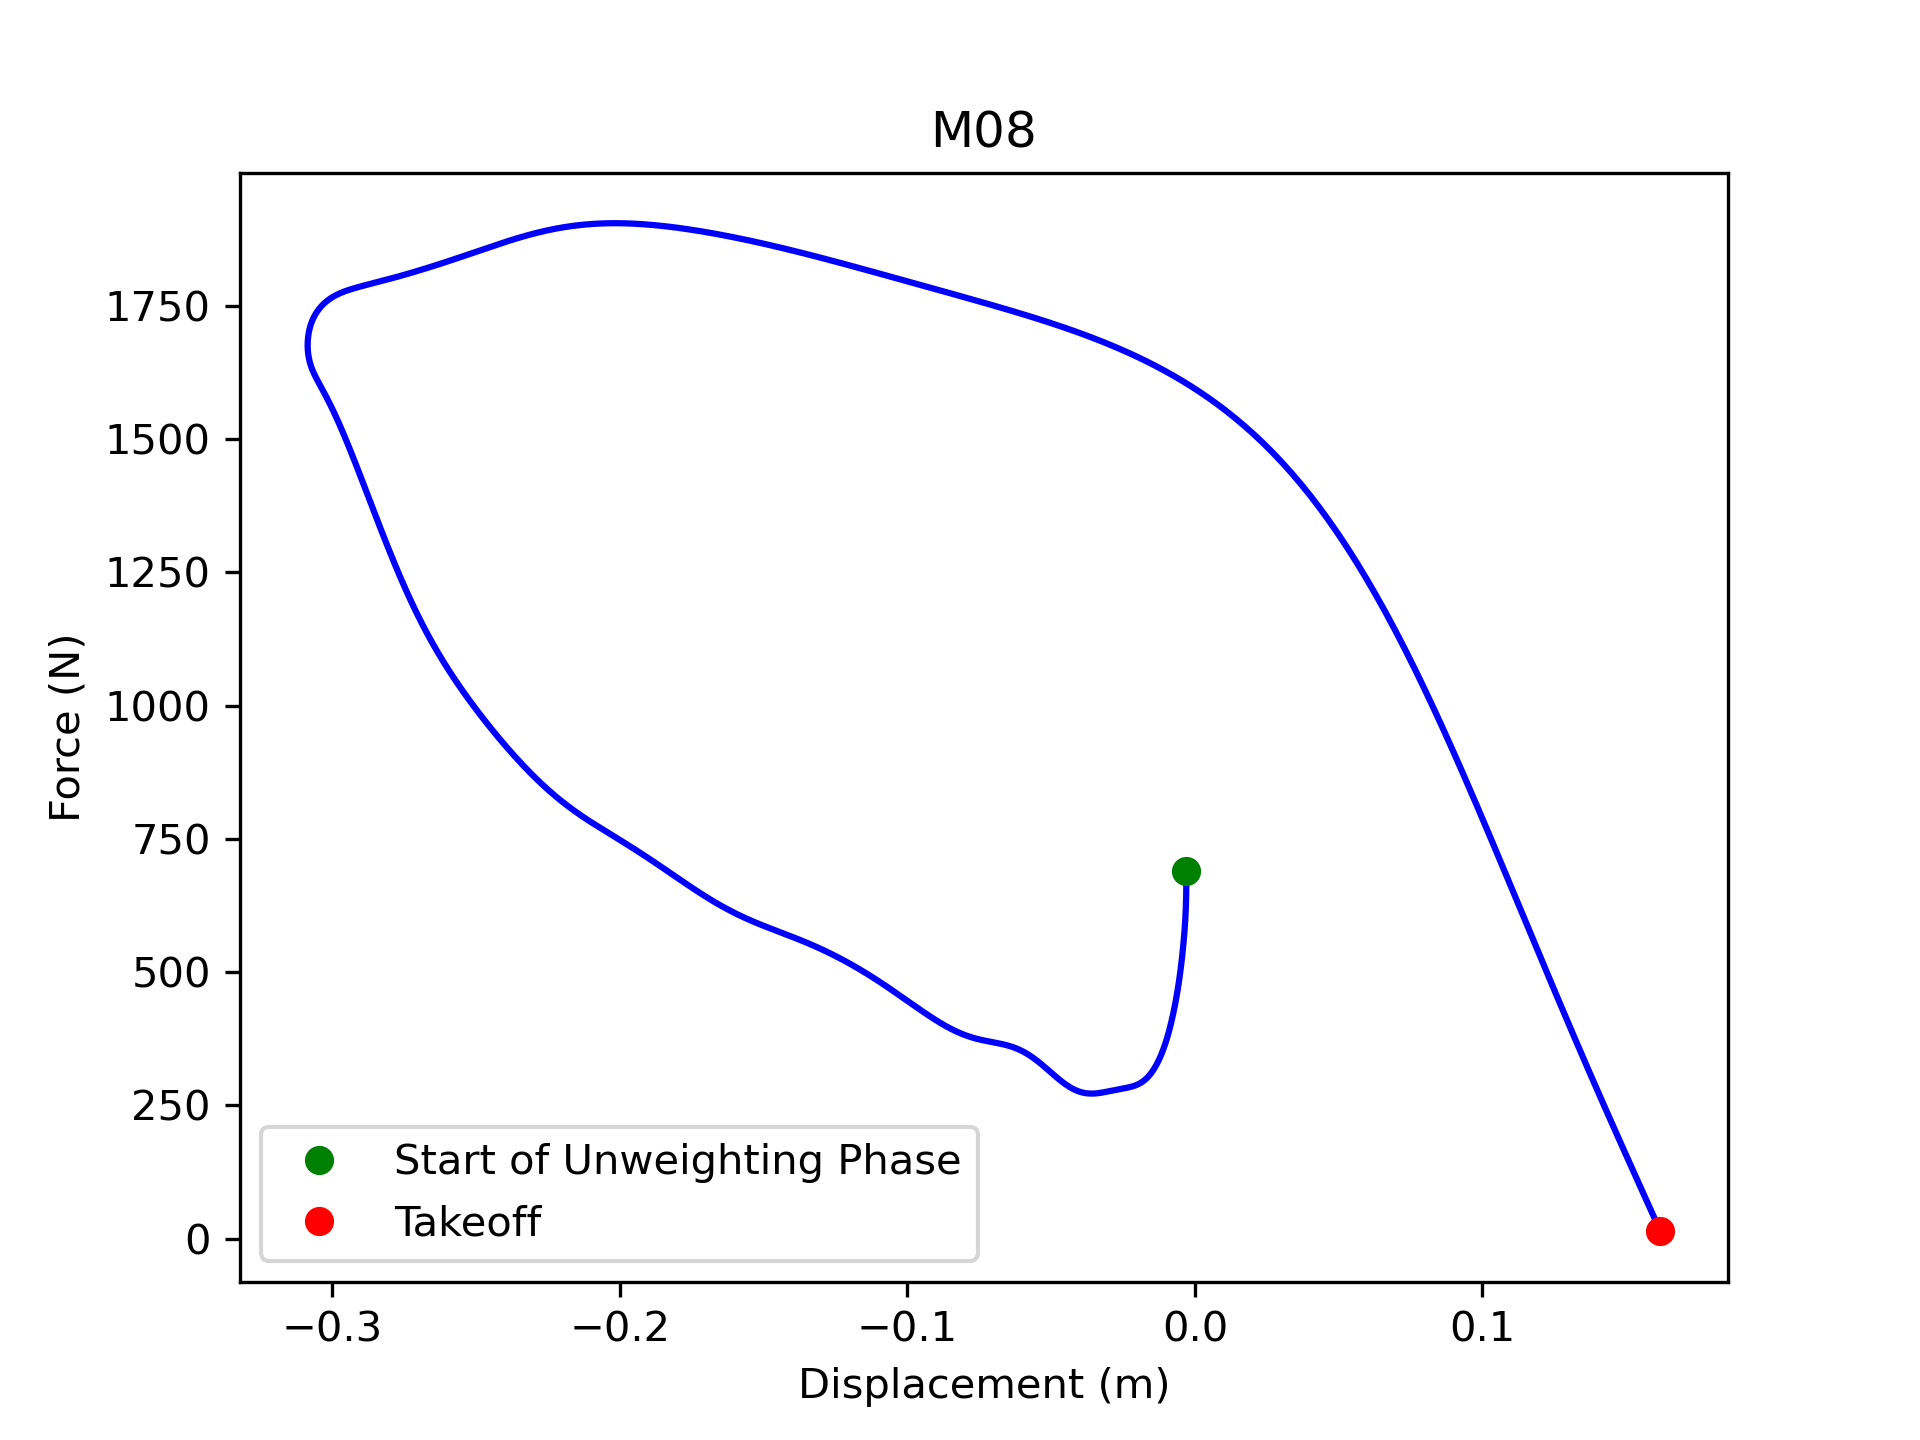 M08
Force (N)
1750
1500
1250
1000
750
500
250
0
Start of Unweighting Phase
Takeoff
−0.3 −0.2 −0.1 0.0 0.1
Displacement (m)